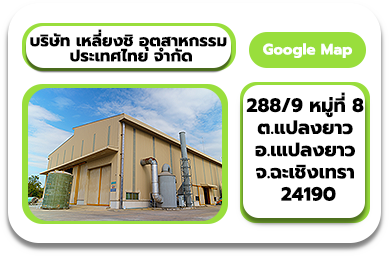 บริษัท เหลี่ยงชิ อุตสาหกรรม
ประเทศไทย จำกัด
Google Map
288/9 หมู่ที่ 8
ต.แปลงยาว
อ.แปลงยาว
จ.ฉะเชิงเทรา
24190